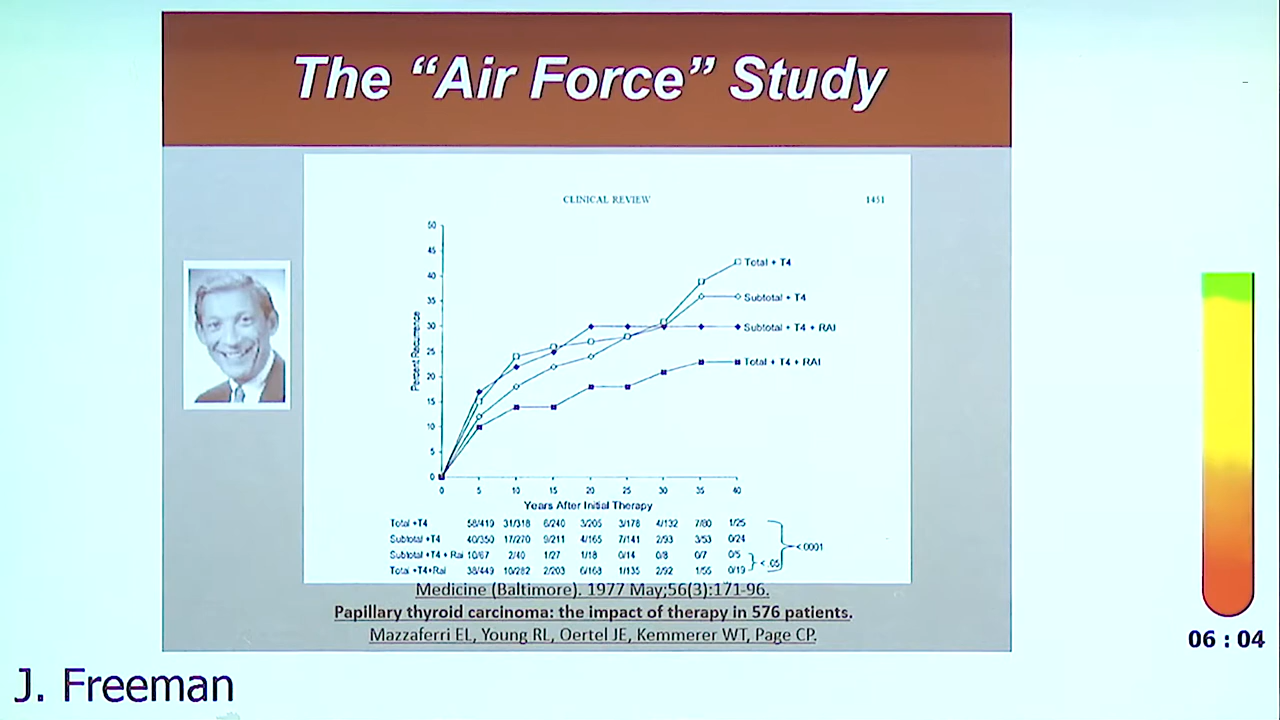 The “Air Force” Study
CLINICAL REVIEW 1451
50
45
40
35
30
25
20
15
10
5
0
Percent Recurrence
Total + T4
Subtotal + T4
Subtotal + T4 + RAI
Total + T4 + RAI
0 5 10 15 20 25 30 35 40
Years After Initial Therapy
Total +T4 58/419 31/318 6/240 3/205 3/178 4/132 7/80 1/25
Subtotal +T4 40/350 17/270 9/211 4/165 7/141 2/93 3/53 0/24
<.0001
Subtotal +T4 + Rai 10/67 2/40 1/27 1/18 0/14 0/8 0/7 0/5
<.05
Total +T4+Rai 38/449 10/282 2/203 6/163 1/135 2/92 1/55 0/19
Medicine (Baltimore). 1977 May;56(3):171-96.
Papillary thyroid carcinoma: the impact of therapy in 576 patients.
Mazzaferri EL, Young RL, Oertel JE, Kemmerer WT, Page CP.
06 : 04
J. Freeman